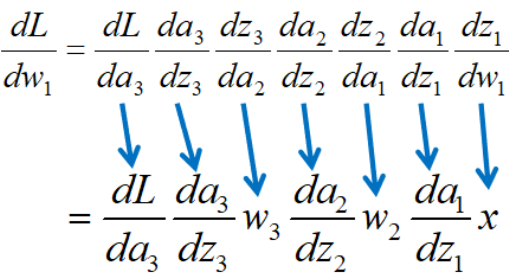 dL/dw₁ = dL/da₃ da₃/dz₃ dz₃/da₂ da₂/dz₂ dz₂/da₁ da₁/dz₁ dz₁/dw₁
= dL/da₃ da₃/dz₃ w₃ da₂/dz₂ w₂ da₁/dz₁ x